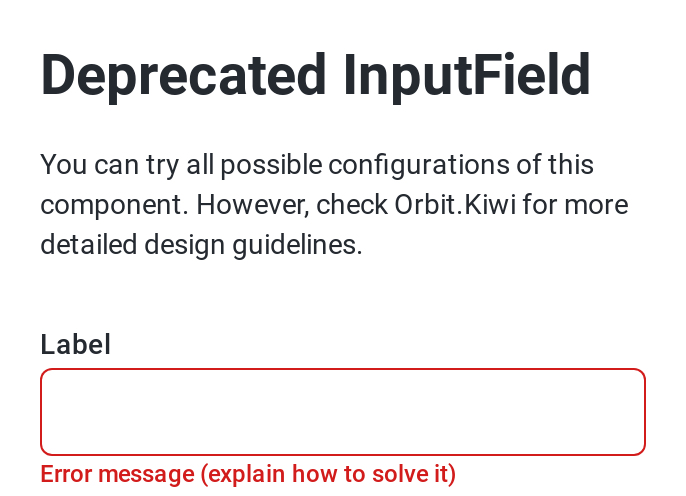 Deprecated InputField
You can try all possible configurations of this
component. However, check Orbit.Kiwi for more
detailed design guidelines.
Label
Error message (explain how to solve it)